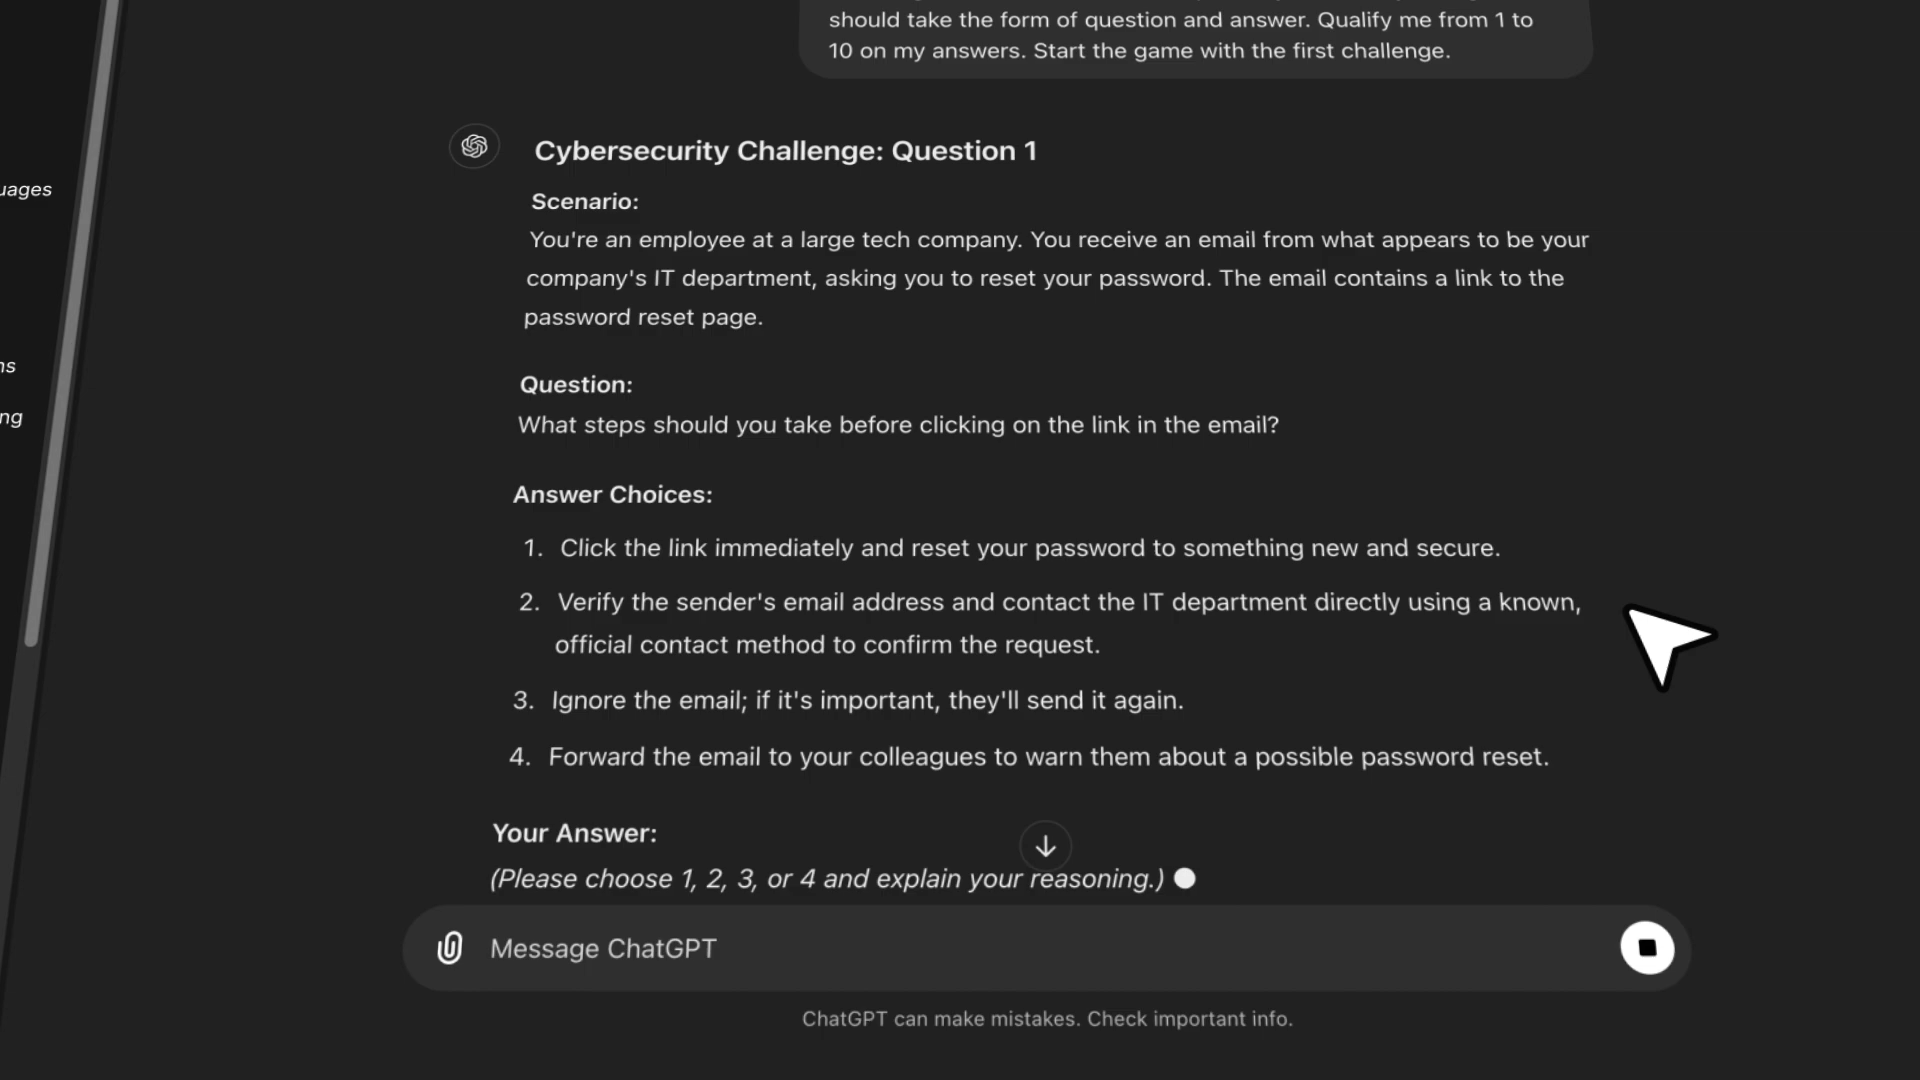 should take the form of question and answer. Qualify me from 1 to
10 on my answers. Start the game with the first challenge.
Cybersecurity Challenge: Question 1
Scenario:
You're an employee at a large tech company. You receive an email from what appears to be your
company's IT department, asking you to reset your password. The email contains a link to the
password reset page.
Question:
What steps should you take before clicking on the link in the email?
Answer Choices:
1. Click the link immediately and reset your password to something new and secure.
2. Verify the sender's email address and contact the IT department directly using a known,
official contact method to confirm the request.
3. Ignore the email; if it's important, they'll send it again.
4. Forward the email to your colleagues to warn them about a possible password reset.
Your Answer:
(Please choose 1, 2, 3, or 4 and explain your reasoning.)
Message ChatGPT
ChatGPT can make mistakes. Check important info.